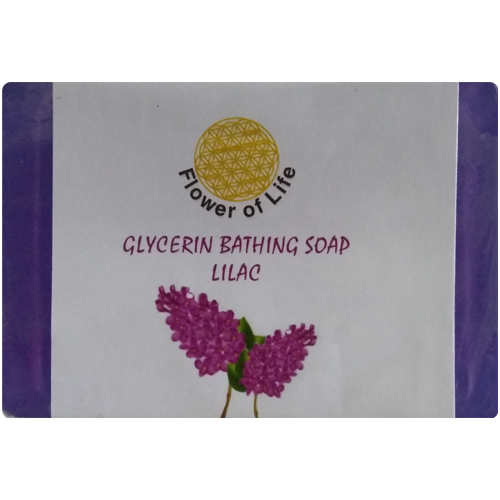 Flower of Life
GLYCERIN BATHING SOAP
LILAC